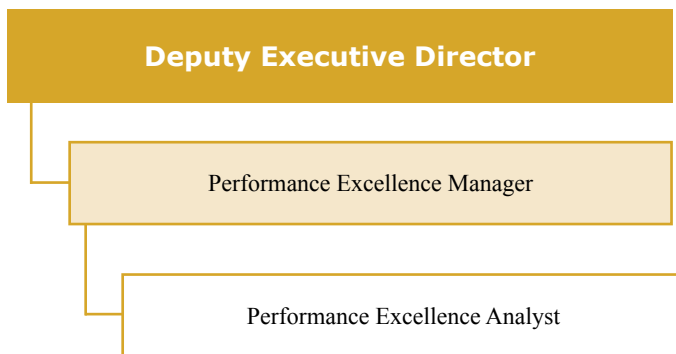 Deputy Executive Director
Performance Excellence Manager
Performance Excellence Analyst